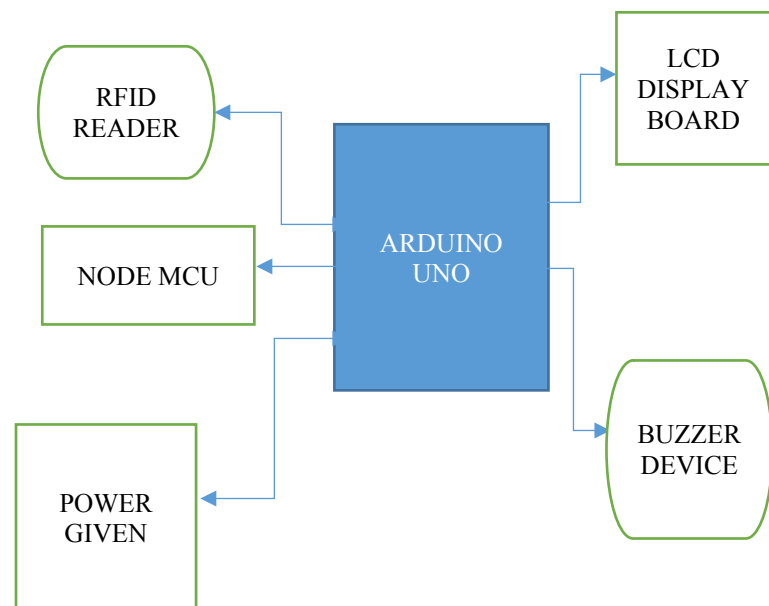 RFID
READER
LCD
DISPLAY
BOARD
NODE MCU
ARDUINO
UNO
POWER
GIVEN
BUZZER
DEVICE